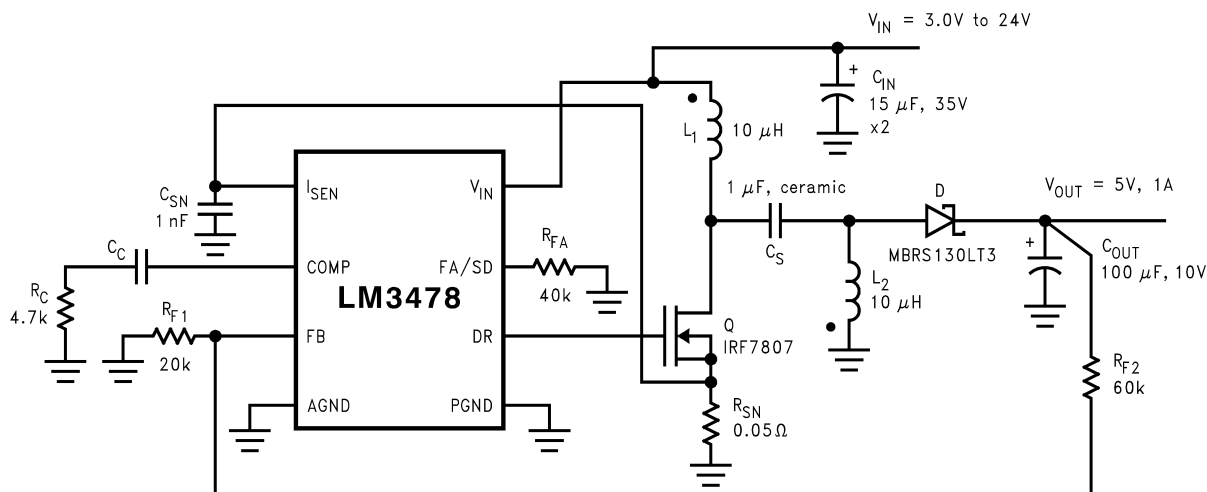 V_IN = 3.0V to 24V
+
C_IN
15 μF, 35V
x2
L_1
10 μH
I_SEN
V_IN
C_SN
1 nF
1 μF, ceramic
C_S
D
MBRS130LT3
V_OUT = 5V, 1A
+
C_OUT
100 μF, 10V
C_C
COMP
FA/SD
R_FA
40k
L_2
10 μH
R_C
4.7k
LM3478
R_F1
20k
FB
DR
Q
IRF7807
R_F2
60k
AGND
PGND
R_SN
0.05Ω